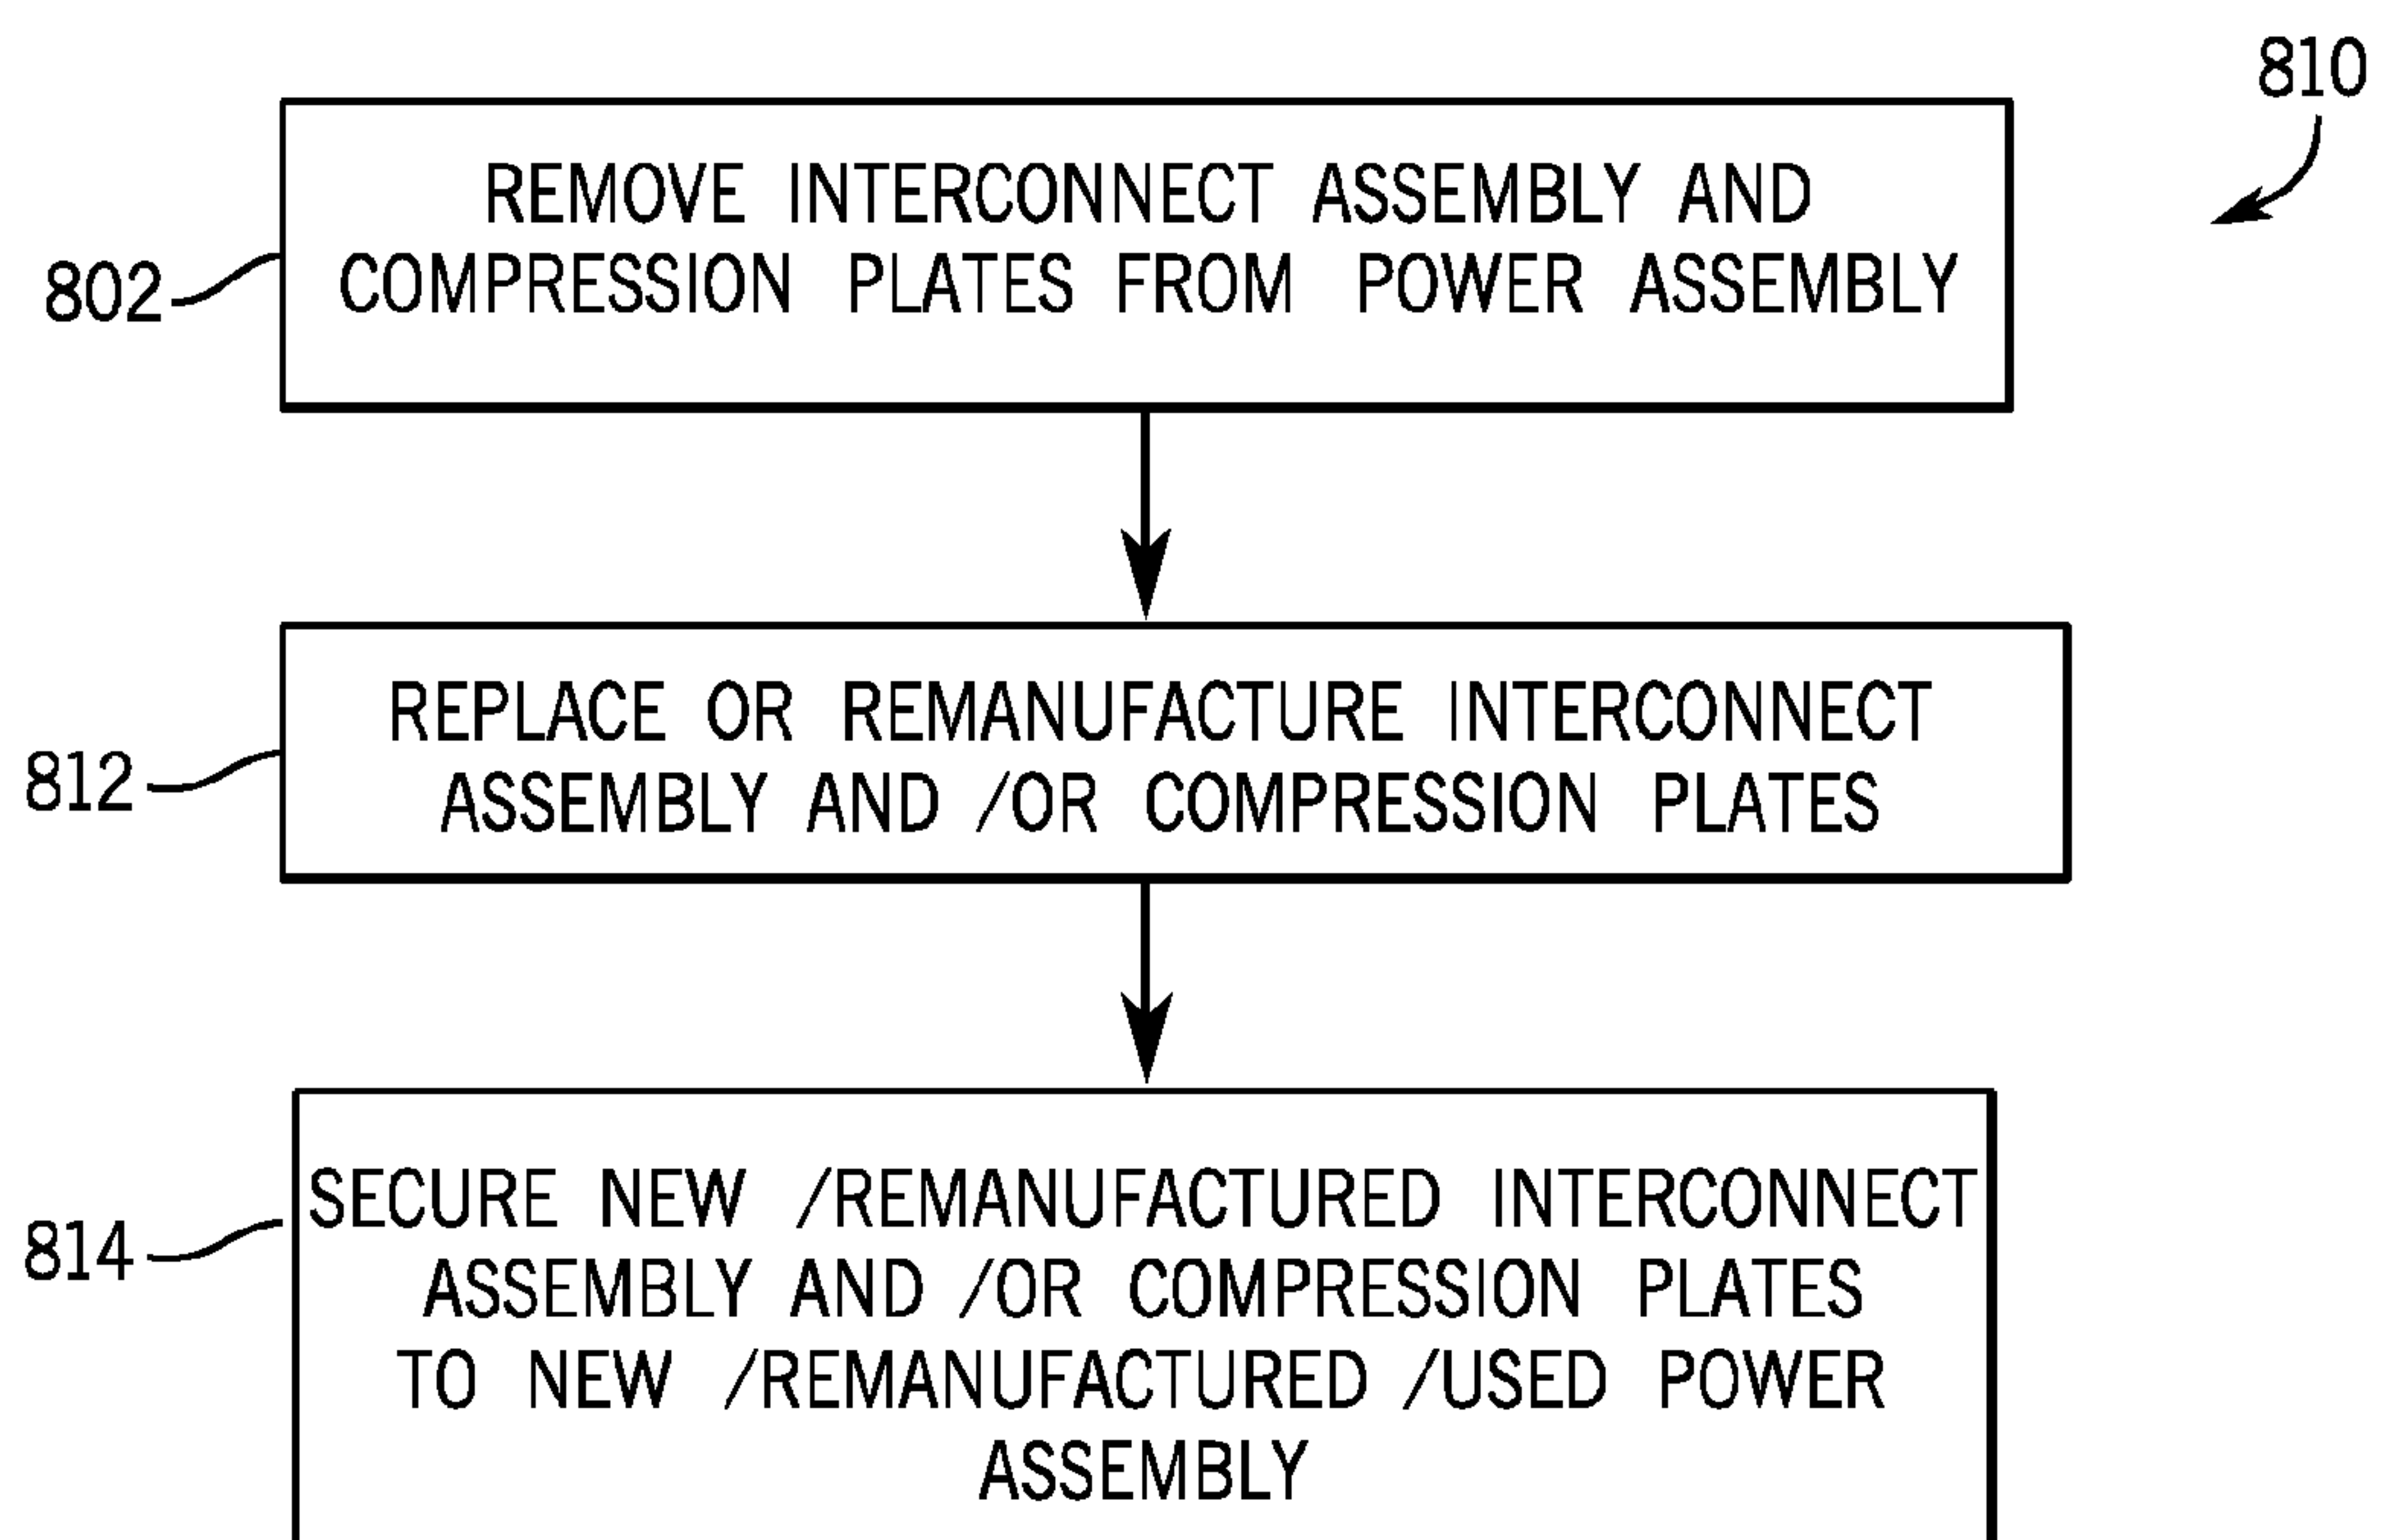 810
REMOVE INTERCONNECT ASSEMBLY AND
COMPRESSION PLATES FROM POWER ASSEMBLY
802
REPLACE OR REMANUFACTURE INTERCONNECT
ASSEMBLY AND /OR COMPRESSION PLATES
812
SECURE NEW /REMANUFACTURED INTERCONNECT
ASSEMBLY AND /OR COMPRESSION PLATES
TO NEW /REMANUFACTURED /USED POWER
ASSEMBLY
814